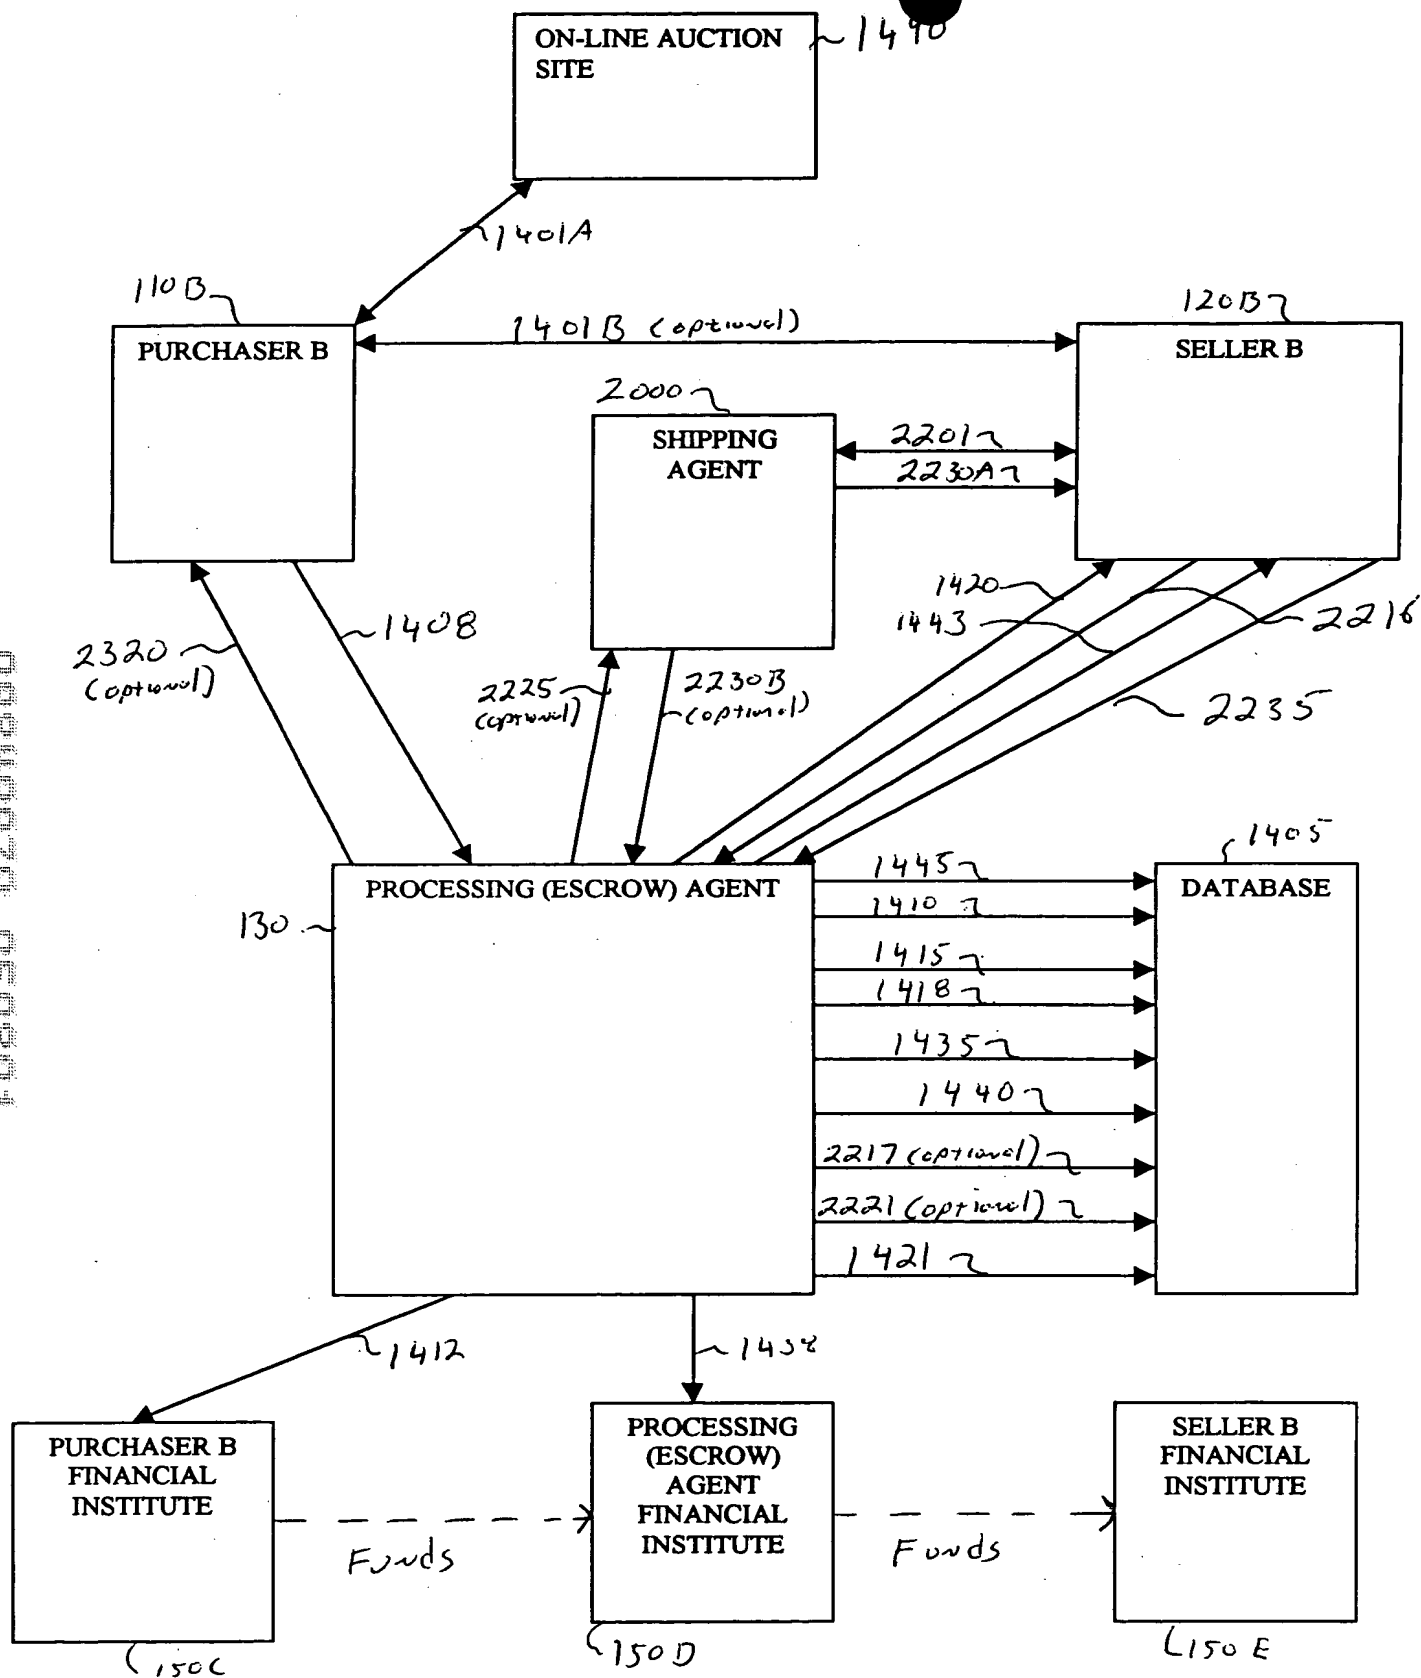 ON-LINE AUCTION
SITE
1490
1401A
110B
120B
1401B (optional)
PURCHASER B
SELLER B
2000
SHIPPING
AGENT
2201
2230A
1420
1443
2216
2320
(optional)
1408
2225
(optional)
2230B
(optional)
2235
1405
PROCESSING (ESCROW) AGENT
130
DATABASE
1445
1410
1415
1418
1435
1440
2217 (optional)
2221 (optional)
1421
1412
1438
PURCHASER B
FINANCIAL
INSTITUTE
PROCESSING
(ESCROW)
AGENT
FINANCIAL
INSTITUTE
SELLER B
FINANCIAL
INSTITUTE
Funds
Funds
150C
150D
150E